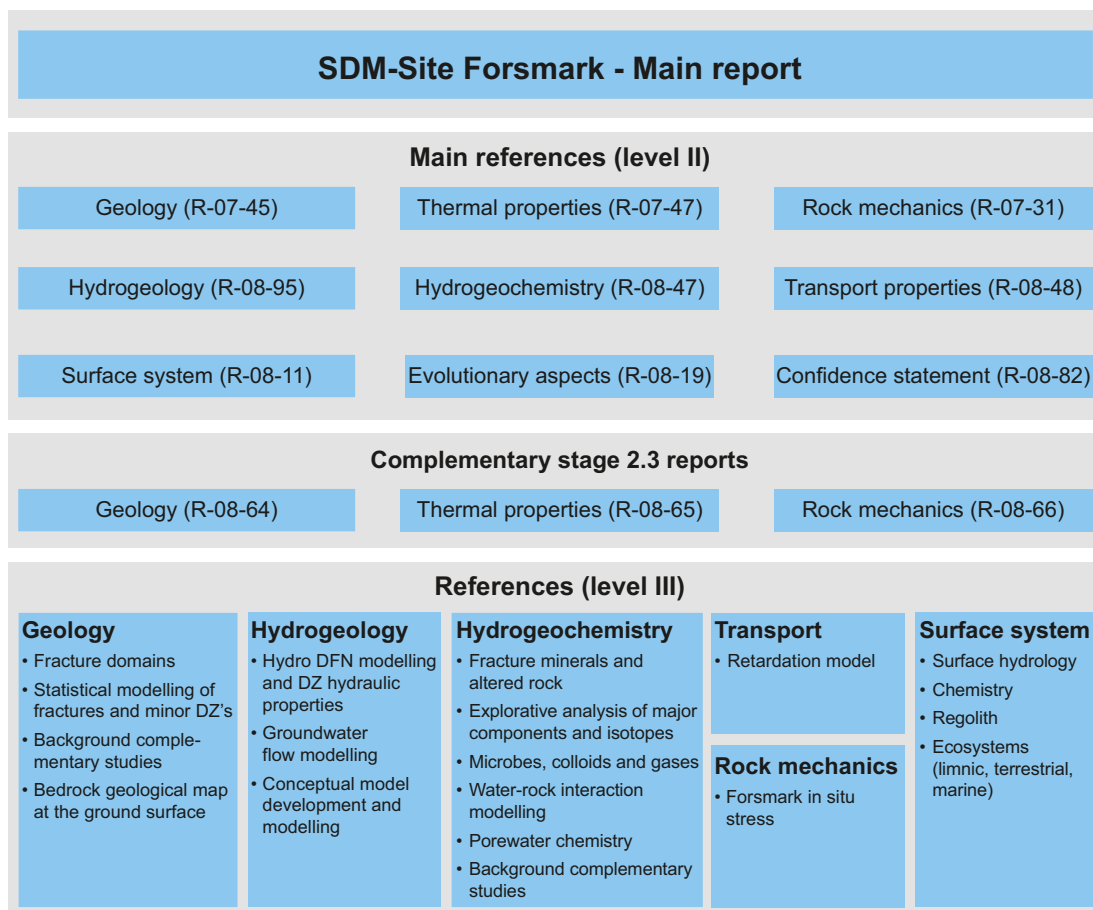 SDM-Site Forsmark - Main report
Main references (level II)
Geology (R-07-45)
Thermal properties (R-07-47)
Rock mechanics (R-07-31)
Hydrogeology (R-08-95)
Hydrogeochemistry (R-08-47)
Transport properties (R-08-48)
Surface system (R-08-11)
Evolutionary aspects (R-08-19)
Confidence statement (R-08-82)
Complementary stage 2.3 reports
Geology (R-08-64)
Thermal properties (R-08-65)
Rock mechanics (R-08-66)
References (level III)
Geology
• Fracture domains
• Statistical modelling of
fractures and minor DZ's
• Background comple-
mentary studies
• Bedrock geological map
at the ground surface
Hydrogeology
• Hydro DFN modelling
and DZ hydraulic
properties
• Groundwater
flow modelling
• Conceptual model
development and
modelling
Hydrogeochemistry
• Fracture minerals and
altered rock
• Explorative analysis of major
components and isotopes
• Microbes, colloids and gases
• Water-rock interaction
modelling
• Porewater chemistry
• Background complementary
studies
Transport
• Retardation model
Rock mechanics
• Forsmark in situ
stress
Surface system
• Surface hydrology
• Chemistry
• Regolith
• Ecosystems
(limnic, terrestrial,
marine)